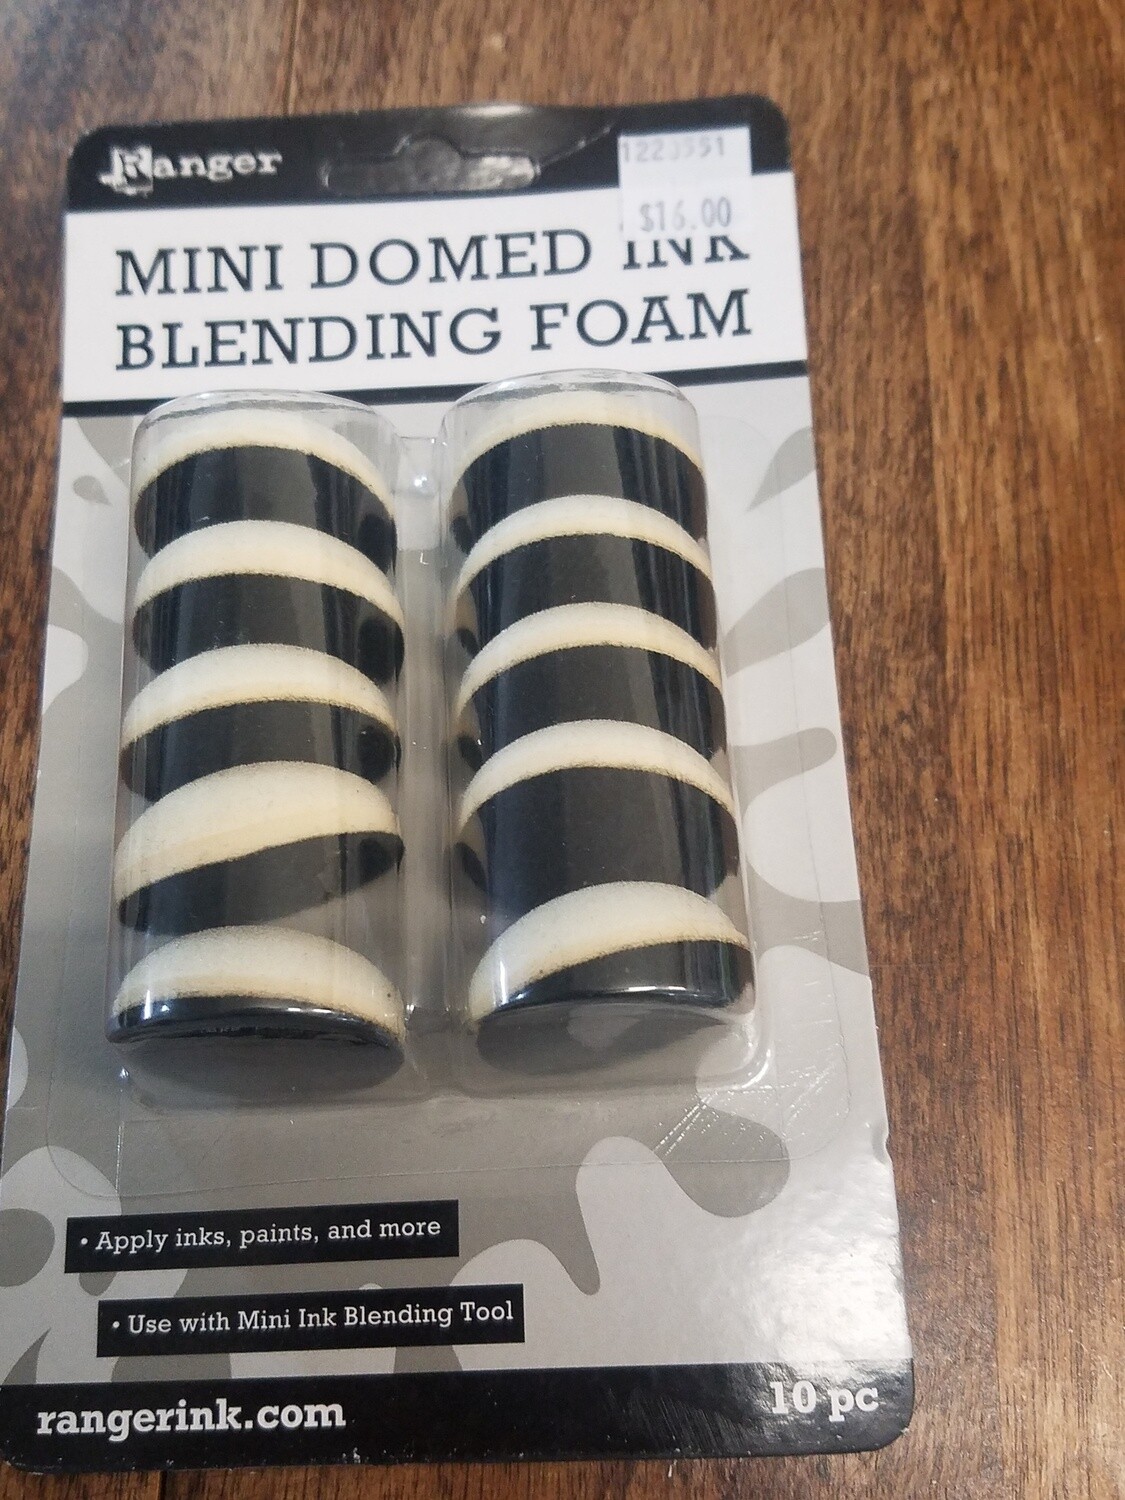 Ranger
$16.00
MINI DOMED INK
BLENDING FOAM
• Apply inks, paints, and more
• Use with Mini Ink Blending Tool
rangerink.com
10 pc